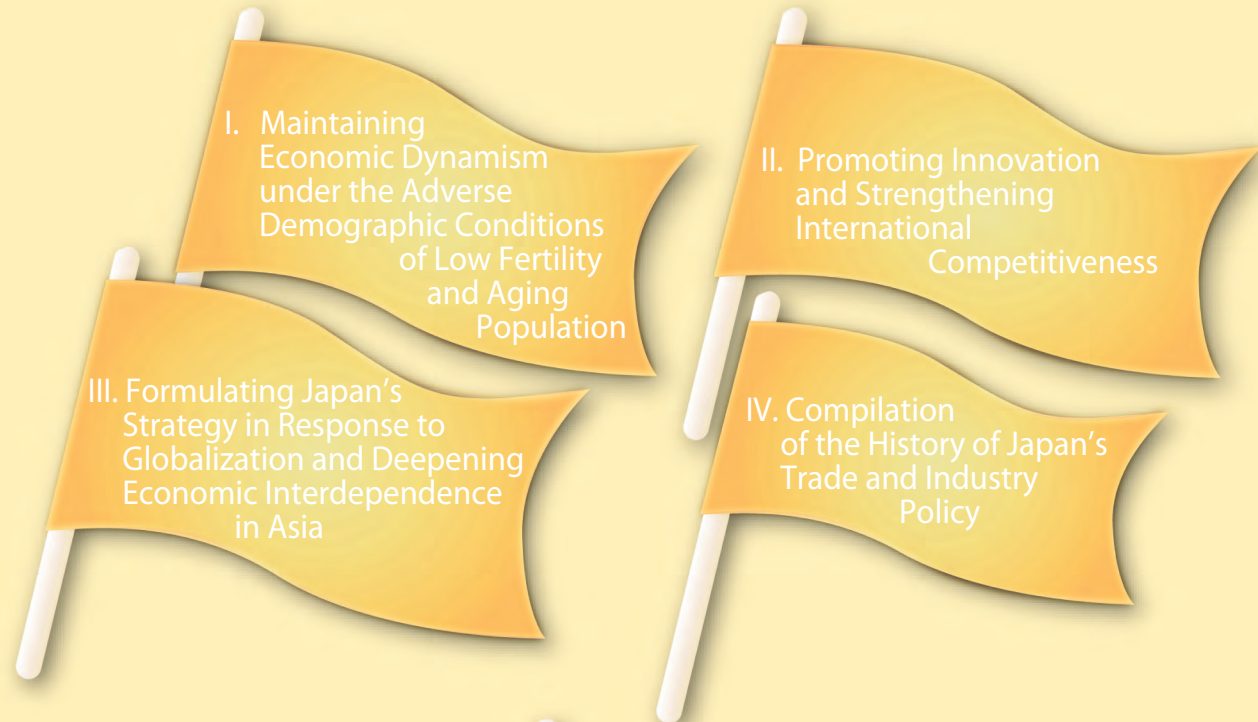 I. Maintaining
Economic Dynamism
under the Adverse
Demographic Conditions
of Low Fertility
and Aging
Population
II. Promoting Innovation
and Strengthening
International
Competitiveness
III. Formulating Japan’s
Strategy in Response to
Globalization and Deepening
Economic Interdependence
in Asia
IV. Compilation
of the History of Japan’s
Trade and Industry
Policy